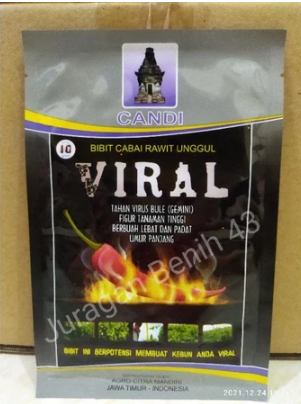 CANDI
BIBIT CABAI RAWIT UNGGUL
10
VIRAL
TAHAN VIRUS BULE (GEMINI)
FIGUR TANAMAN TINGGI
BERBUAH LEBAT DAN PADAT
UMUR PANJANG
Juragan Benih 43
BIBIT INI BERPOTENSI MEMBUAT KEBUN ANDA VIRAL
AGRO CITRA MANDIRI
JAWA TIMUR - INDONESIA
2021.12.24